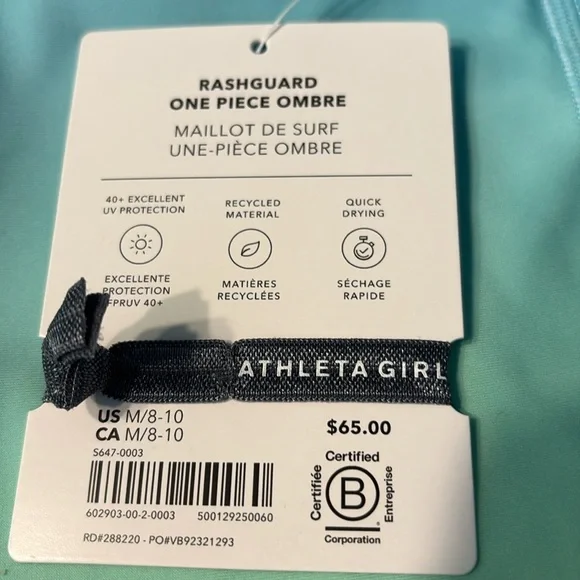 RASHGUARD
ONE PIECE OMBRE
MAILLOT DE SURF
UNE-PIÈCE OMBRE
40+ EXCELLENT
UV PROTECTION
EXCELLENTE
PROTECTION
FPRUV 40+
RECYCLED
MATERIAL
MATIÈRES
RECYCLÉES
QUICK
DRYING
SÉCHAGE
RAPIDE
ATHLETA GIRL
US M/8-10
CA M/8-10
S647-0003
602903-00-2-0003 500129250060
RD#288220 - PO#VB92321293
$65.00
Certified
Certifiée
B
Entreprise
Corporation